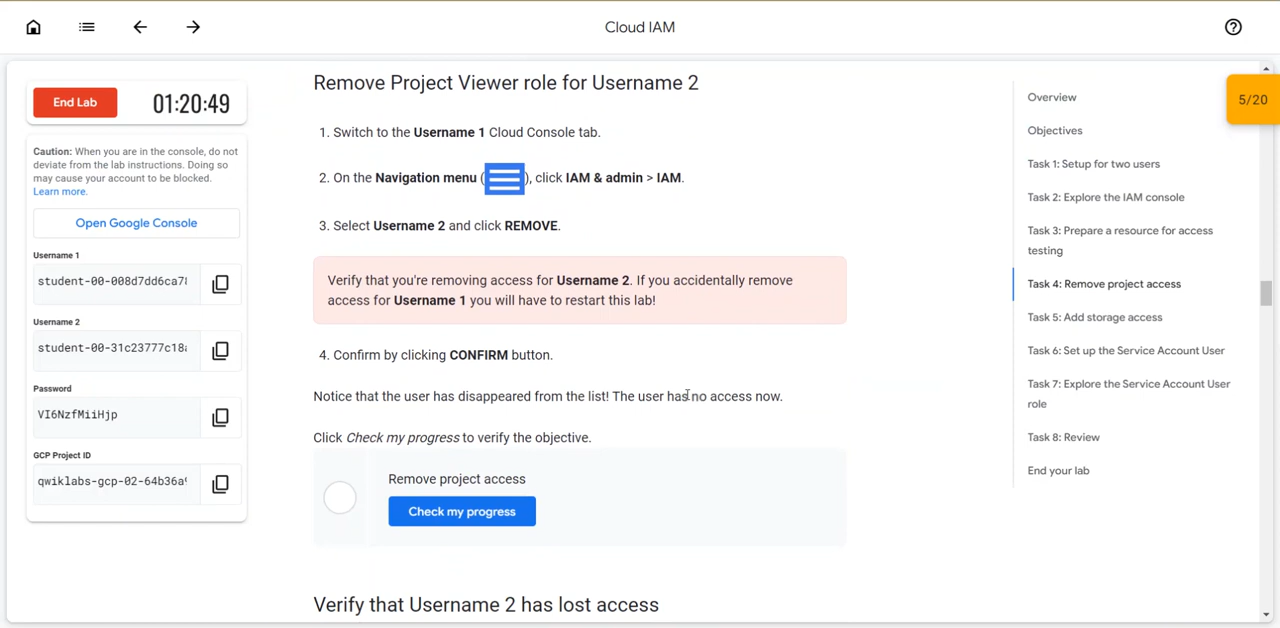 Cloud IAM
End Lab
01:20:49
Caution: When you are in the console, do not
deviate from the lab instructions. Doing so
may cause your account to be blocked.
Learn more.
Open Google Console
Username 1
student-00-008d7dd6ca7
Username 2
student-00-31c23777c18
Password
VI6NzfMiiHjp
GCP Project ID
qwiklabs-gcp-02-64b36a
Remove Project Viewer role for Username 2
1. Switch to the Username 1 Cloud Console tab.
2. On the Navigation menu ( ), click IAM & admin > IAM.
3. Select Username 2 and click REMOVE.
Verify that you're removing access for Username 2. If you accidentally remove
access for Username 1 you will have to restart this lab!
4. Confirm by clicking CONFIRM button.
Notice that the user has disappeared from the list! The user has no access now.
Click Check my progress to verify the objective.
Remove project access
Check my progress
Verify that Username 2 has lost access
Overview
Objectives
Task 1: Setup for two users
Task 2: Explore the IAM console
Task 3: Prepare a resource for access
testing
Task 4: Remove project access
Task 5: Add storage access
Task 6: Set up the Service Account User
Task 7: Explore the Service Account User
role
Task 8: Review
End your lab
5/20